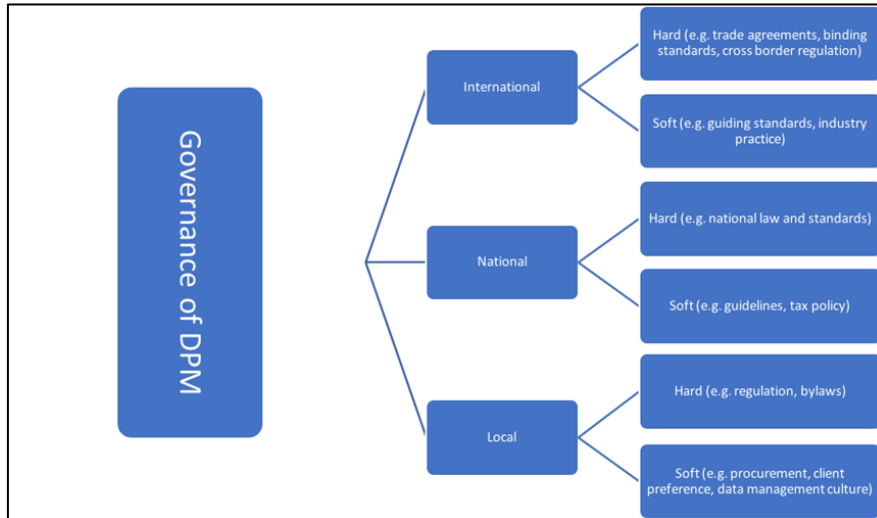 Governance of DPM
International
Hard (e.g. trade agreements, binding
standards, cross border regulation)
Soft (e.g. guiding standards, industry
practice)
National
Hard (e.g. national law and standards)
Soft (e.g. guidelines, tax policy)
Local
Hard (e.g. regulation, bylaws)
Soft (e.g. procurement, client
preference, data management culture)